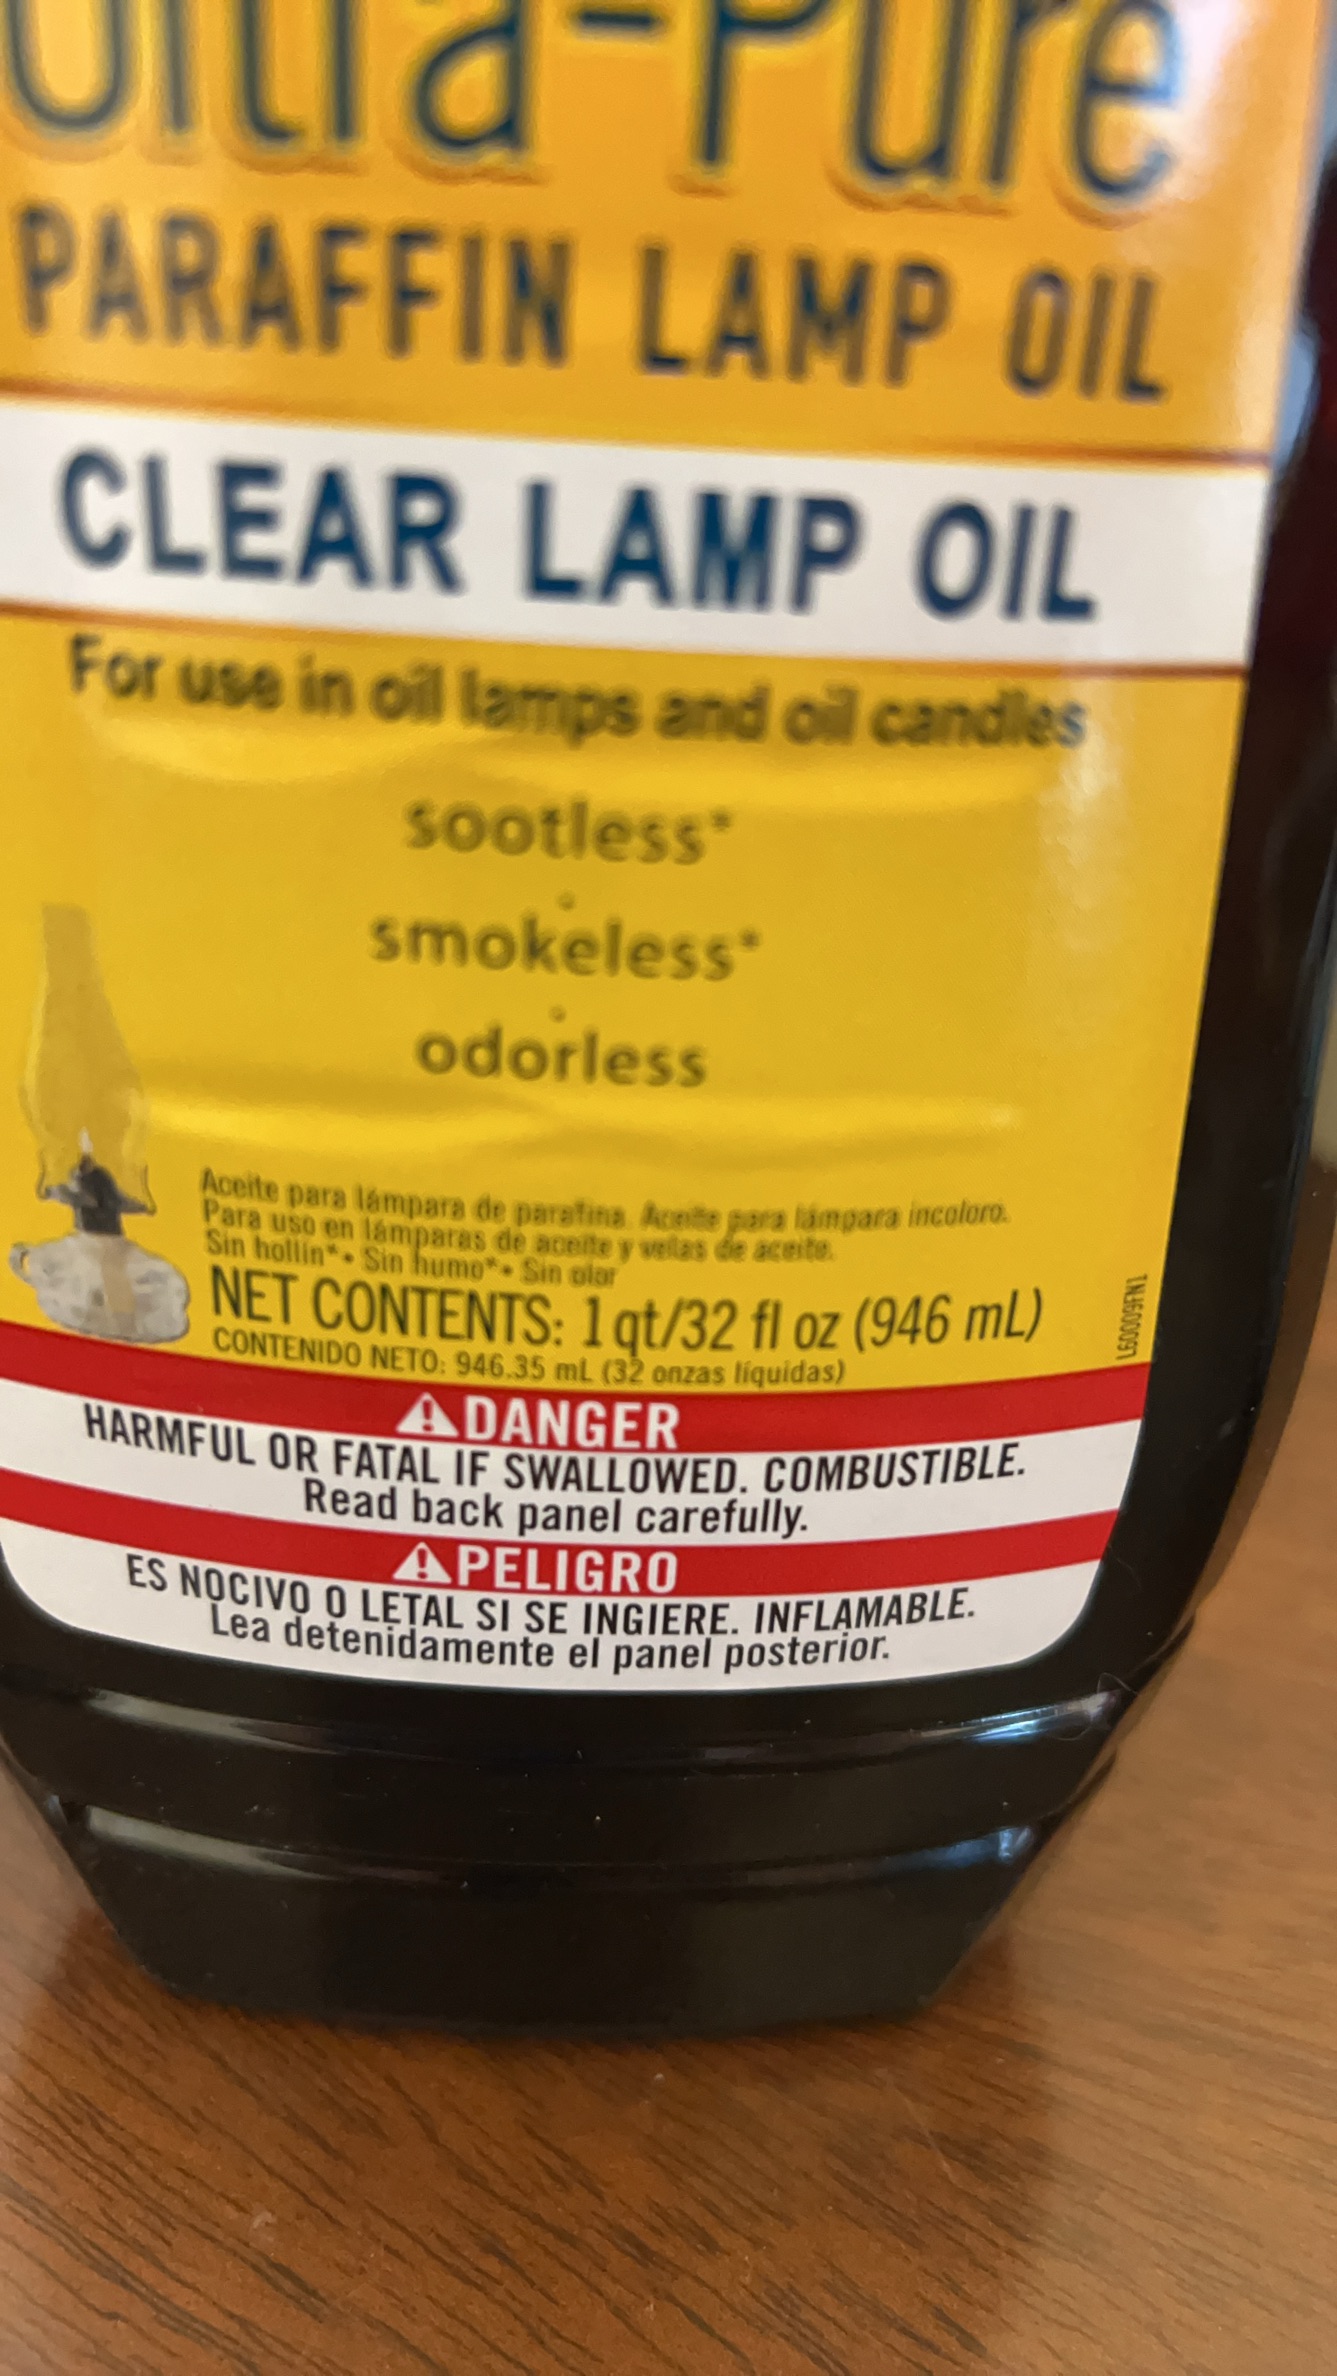 Ultra-Pure
PARAFFIN LAMP OIL
CLEAR LAMP OIL
For use in oil lamps and oil candles
sootless*
smokeless*
odorless
Aceite para lámpara de parafina. Aceite para lámpara incoloro.
Para uso en lámparas de aceite y velas de aceite.
Sin hollin* • Sin humo* • Sin olor
NET CONTENTS: 1 qt/32 fl oz (946 mL)
CONTENIDO NETO: 946.35 mL (32 onzas líquidas)
L60009FN1
⚠DANGER
HARMFUL OR FATAL IF SWALLOWED. COMBUSTIBLE.
Read back panel carefully.
⚠PELIGRO
ES NOCIVO O LETAL SI SE INGIERE. INFLAMABLE.
Lea detenidamente el panel posterior.